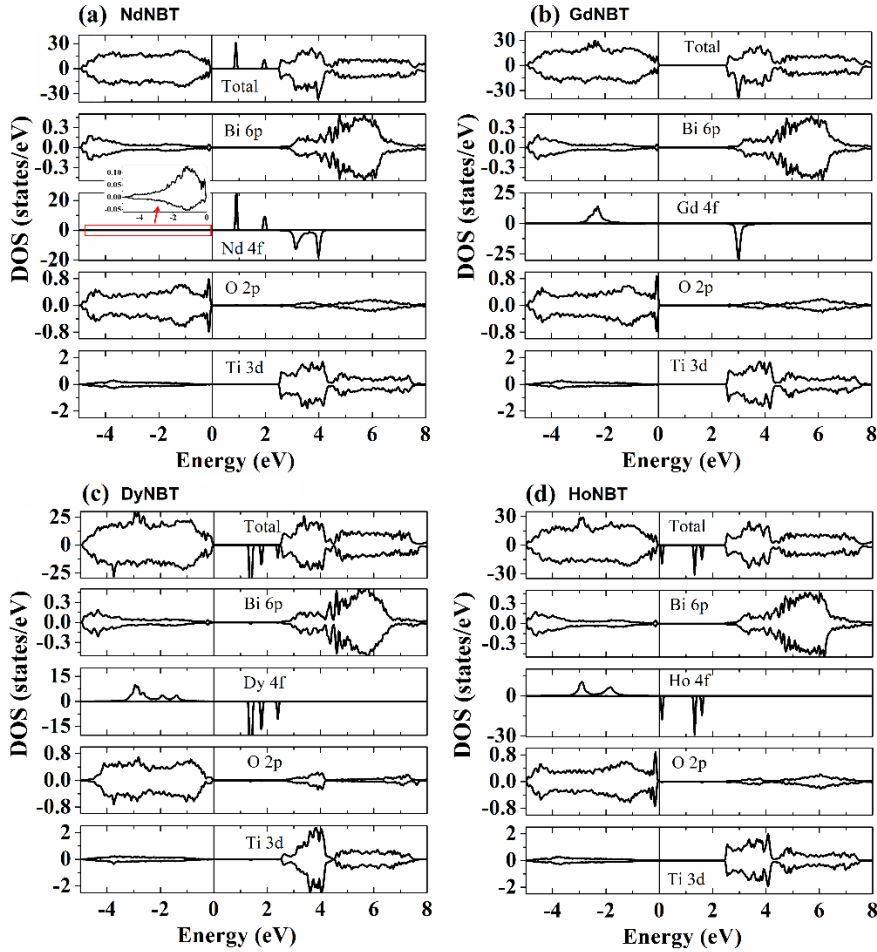 (a) NdNBT
30
0
-30
Total
0.3
0.0
-0.3
Bi 6p
0.10
0.05
0.00
-0.05
-4 -2 0
20
0
20
Nd 4f
0.8
0.0
-0.8
O 2p
2
0
-2
Ti 3d
-4 -2 0 2 4 6 8
Energy (eV)
DOS (states/eV)
(b) GdNBT
30
0
-30
Total
0.3
0.0
-0.3
Bi 6p
25
0
-25
Gd 4f
0.8
0.0
-0.8
O 2p
2
0
-2
Ti 3d
-4 -2 0 2 4 6 8
Energy (eV)
DOS (states/eV)
(c) DyNBT
25
0
-25
Total
0.3
0.0
-0.3
Bi 6p
15
0
-15
Dy 4f
0.8
0.0
-0.8
O 2p
2
0
-2
Ti 3d
-4 -2 0 2 4 6 8
Energy (eV)
DOS (states/eV)
(d) HoNBT
30
0
-30
Total
0.3
0.0
-0.3
Bi 6p
15
0
-30
Ho 4f
0.8
0.0
-0.8
O 2p
2
0
-2
Ti 3d
-4 -2 0 2 4 6 8
Energy (eV)
DOS (states/eV)